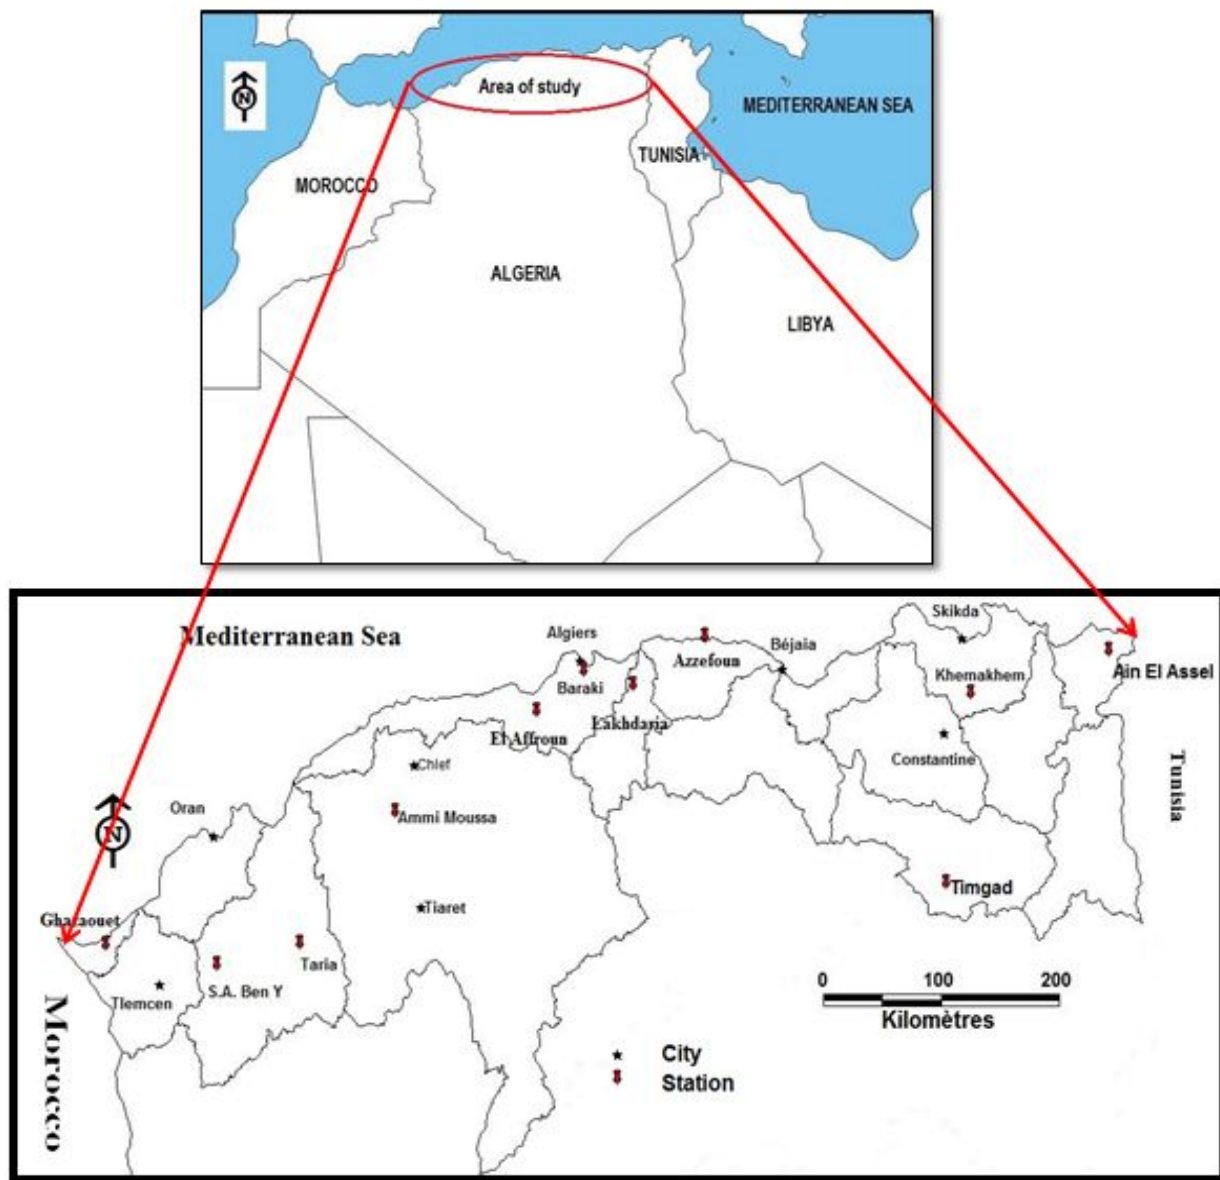 N
Area of study
MEDITERRANEAN SEA
TUNISIA
MOROCCO
ALGERIA
LIBYA
Mediterranean Sea
Algiers
Skikda
Azzefoun
Béjaia
Baraki
Khemakhem
Ain El Assel
Lakhdaria
El Affroun
Constantine
Tunisia
Chlef
Oran
Ammi Moussa
N
Timgad
Tiaret
Ghazaouet
Taria
S.A. Ben Y
Tlemcen
0 100 200
Kilomètres
Morocco
City
Station